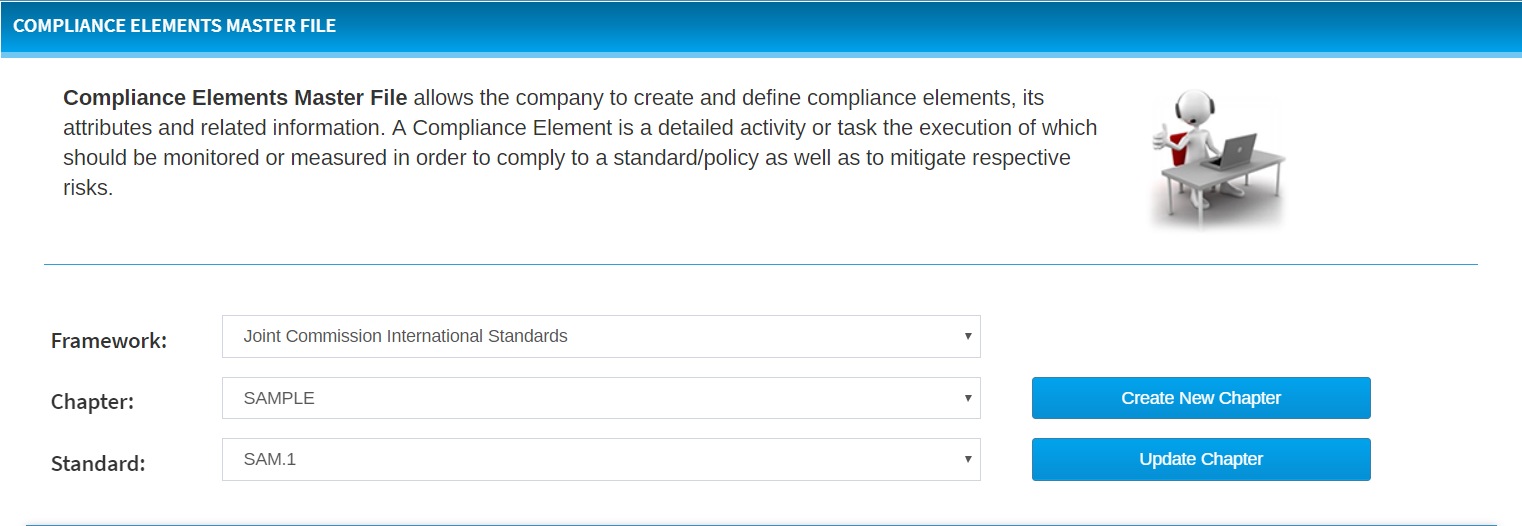 COMPLIANCE ELEMENTS MASTER FILE
Compliance Elements Master File allows the company to create and define compliance elements, its
attributes and related information. A Compliance Element is a detailed activity or task the execution of which
should be monitored or measured in order to comply to a standard/policy as well as to mitigate respective
risks.
Framework: Joint Commission International Standards
Chapter: SAMPLE Create New Chapter
Standard: SAM.1 Update Chapter